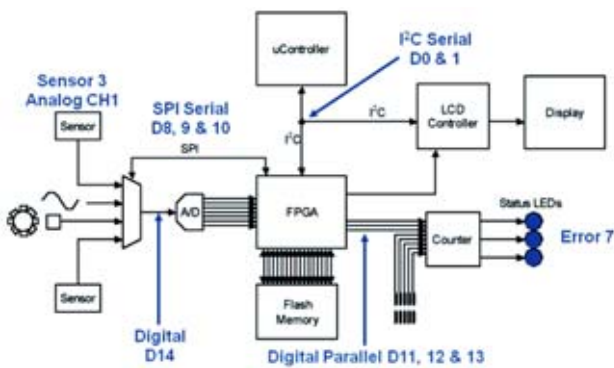 uController
I²C Serial
D0 & 1
Sensor 3
Analog CH1
SPI Serial
D8, 9 & 10
Sensor
SPI
I²C
I²C
LCD
Controller
Display
A/D
FPGA
Status LEDs
Counter
Error 7
Sensor
Flash
Memory
Digital
D14
Digital Parallel D11, 12 & 13